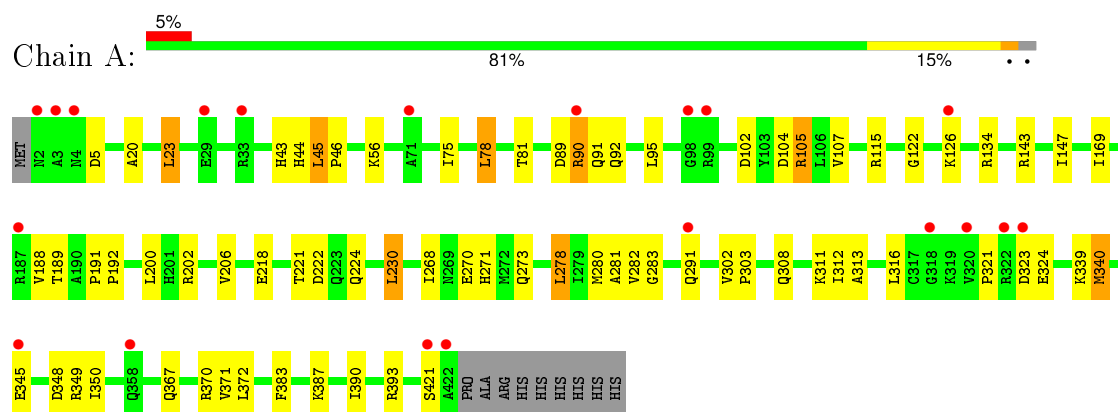 5%
Chain A:
81%
15%
MET N2 A3 N4 D5 A20 L23 E29 R33 H43 H44 L45 P46 K56 A71 I75 L78 T81 D89 R90 Q91 Q92 L95 G98 R99 D102 Y103 D104 R105 L106 V107 R115 G122 K126 R134 R143 I147 I169
R187 V188 T189 A190 P191 P192 L200 H201 R202 V206 E218 T221 D222 Q223 Q224 L230 I268 N269 E270 H271 M272 Q273 L278 I279 M280 A281 V282 G283 Q291 V302 P303 Q308 K311 I312 A313 L316 C317 G318 K319 V320 P321 R322 D323 E324 K339 M340
E345 D348 R349 I350 Q358 Q367 R370 V371 L372 F383 K387 I390 R393 S421 A422 PRO ALA ARG HIS HIS HIS HIS HIS HIS